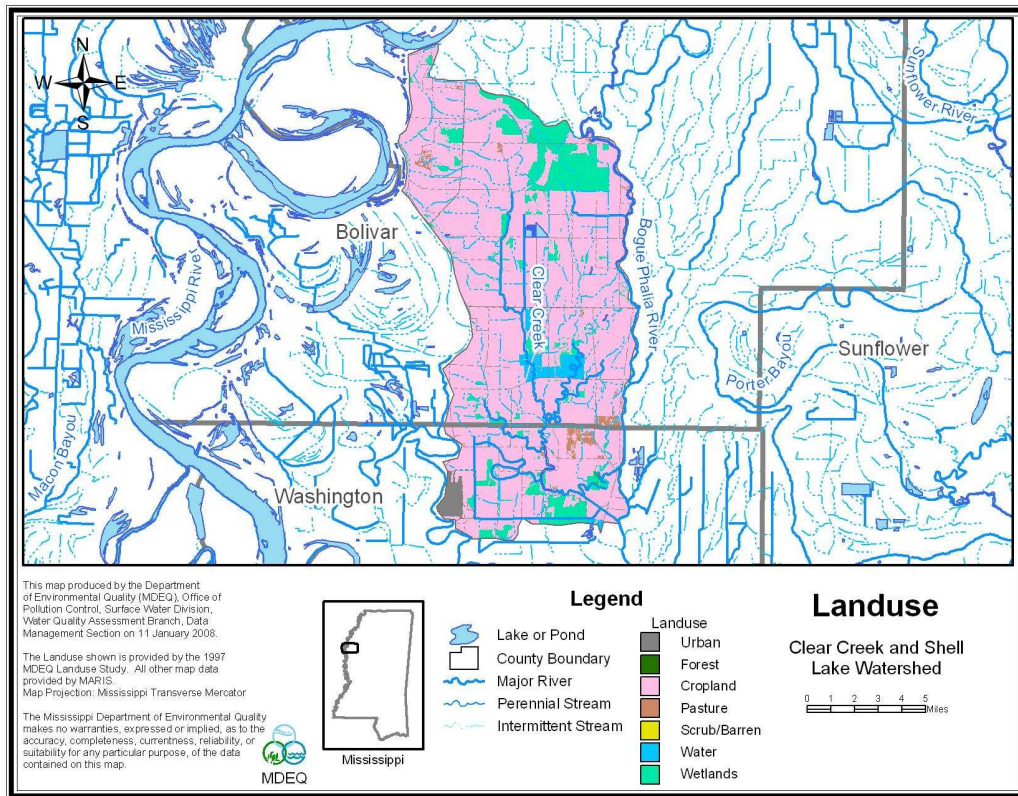 N
W
E
S
Sunflower River
Bolivar
Mississippi River
Clear Creek
Bogue Phalia River
Sunflower
Porter Bayou
Macon Bayou
Washington
This map produced by the Department
of Environmental Quality (MDEQ), Office of
Pollution Control, Surface Water Division,
Water Quality Assessment Branch, Data
Management Section on 11 January 2008.
The Landuse shown is provided by the 1997
MDEQ Landuse Study. All other map data
provided by MARIS.
Map Projection: Mississippi Transverse Mercator
The Mississippi Department of Environmental Quality
makes no warranties, expressed or implied, as to the
accuracy, completeness, currentness, reliability, or
suitability for any particular purpose, of the data
contained on this map.
MDEQ
Mississippi
Legend
Lake or Pond
County Boundary
Major River
Perennial Stream
Intermittent Stream
Landuse
Urban
Forest
Cropland
Pasture
Scrub/Barren
Water
Wetlands
Landuse
Clear Creek and Shell
Lake Watershed
0 1 2 3 4 5
Miles